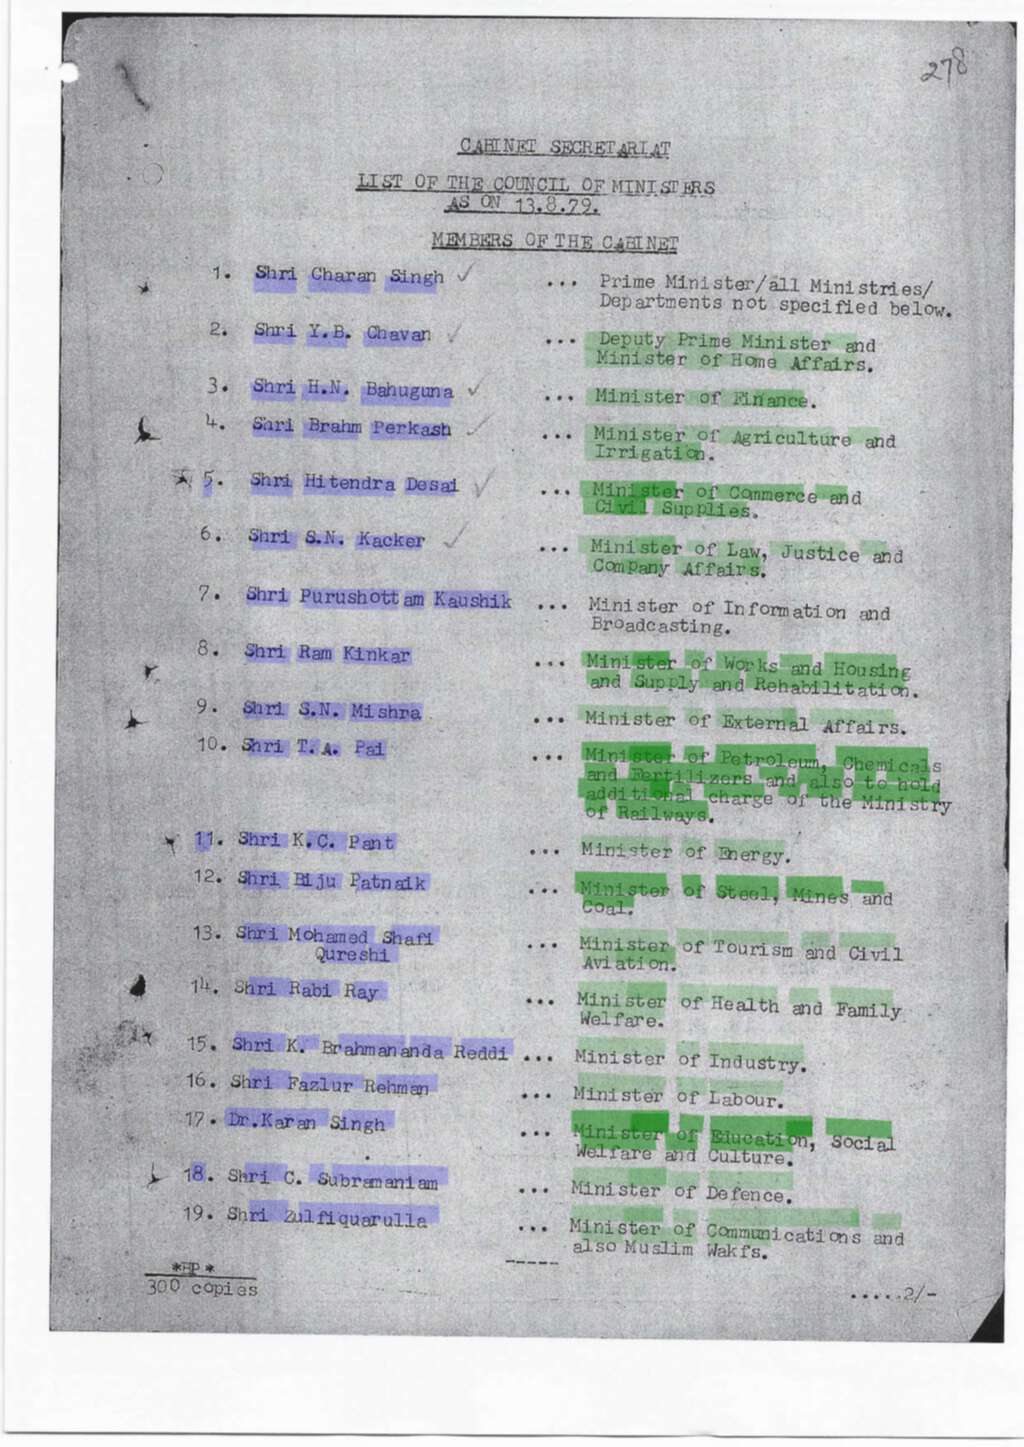 278
CABINET SECRETARIAT
LIST OF THE COUNCIL OF MINISTERS
AS ON 13.8.79.
MEMBERS OF THE CABINET
1. Shri Charan Singh ✓ ... Prime Minister/all Ministries/
Departments not specified below.
2. Shri Y.B. Chavan ✓ ... Deputy Prime Minister and
Minister of Home Affairs.
3. Shri H.N. Bahuguna ✓ ... Minister of Finance.
4. Shri Brahm Perkash ✓ ... Minister of Agriculture and
Irrigation.
5. Shri Hitendra Desai ✓ ... Minister of Commerce and
Civil Supplies.
6. Shri S.N. Kacker ✓ ... Minister of Law, Justice and
Company Affairs.
7. Shri Purushottam Kaushik ... Minister of Information and
Broadcasting.
8. Shri Ram Kinkar ... Minister of Works and Housing
and Supply and Rehabilitation.
9. Shri S.N. Mishra ... Minister of External Affairs.
10. Shri T.A. Pai ... Minister of Petroleum, Chemicals
and Fertilizers and also to hold
additional charge of the Ministry
of Railways.
11. Shri K.C. Pant ... Minister of Energy.
12. Shri Biju Patnaik ... Minister of Steel, Mines and
Coal.
13. Shri Mohamed Shafi ... Minister of Tourism and Civil
Qureshi Aviation.
14. Shri Rabi Ray ... Minister of Health and Family
Welfare.
15. Shri K. Brahmananda Reddi ... Minister of Industry.
16. Shri Fazlur Rehman ... Minister of Labour.
17. Dr.Karan Singh ... Minister of Education, Social
Welfare and Culture.
18. Shri C. Subramaniam ... Minister of Defence.
19. Shri Zulfiquarulla ... Minister of Communications and
also Muslim Wakfs.
-----
*HP*
300 copies
.....2/-